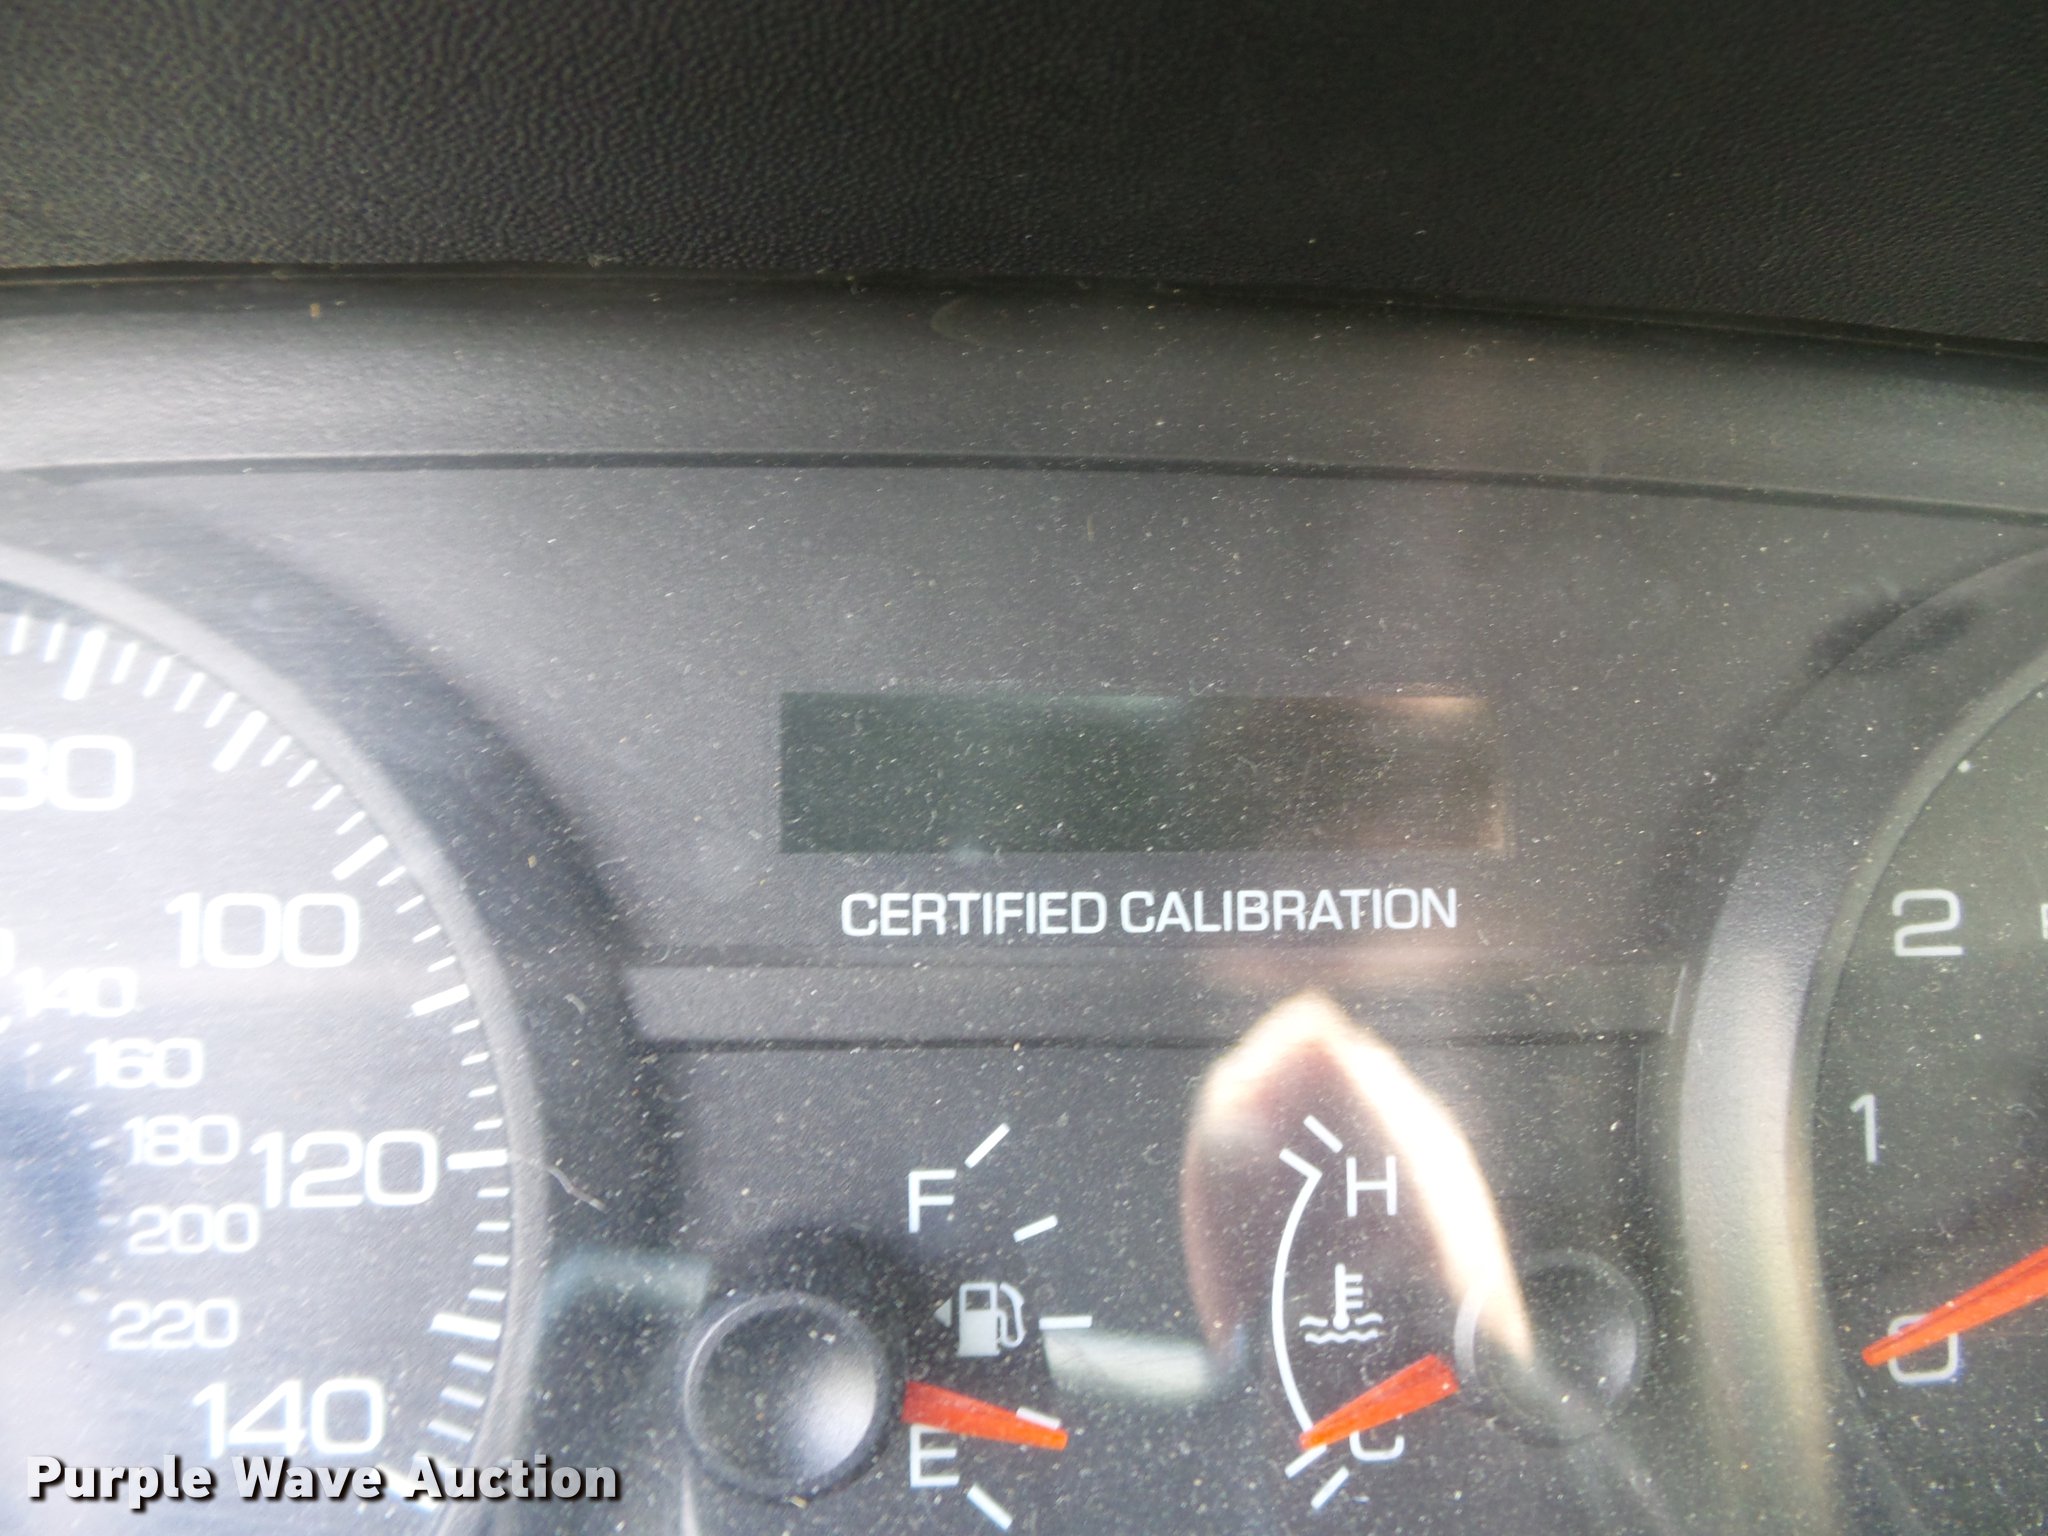 CERTIFIED CALIBRATION
80
100
120
140
140
160
180
200
220
F
E
H
C
2
1
0
Purple Wave Auction